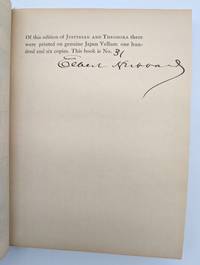 Of this edition of Justinian and Theodora there
were printed on genuine Japan Vellum one hun-
dred and six copies. This book is No. 31
Elbert Hubbard